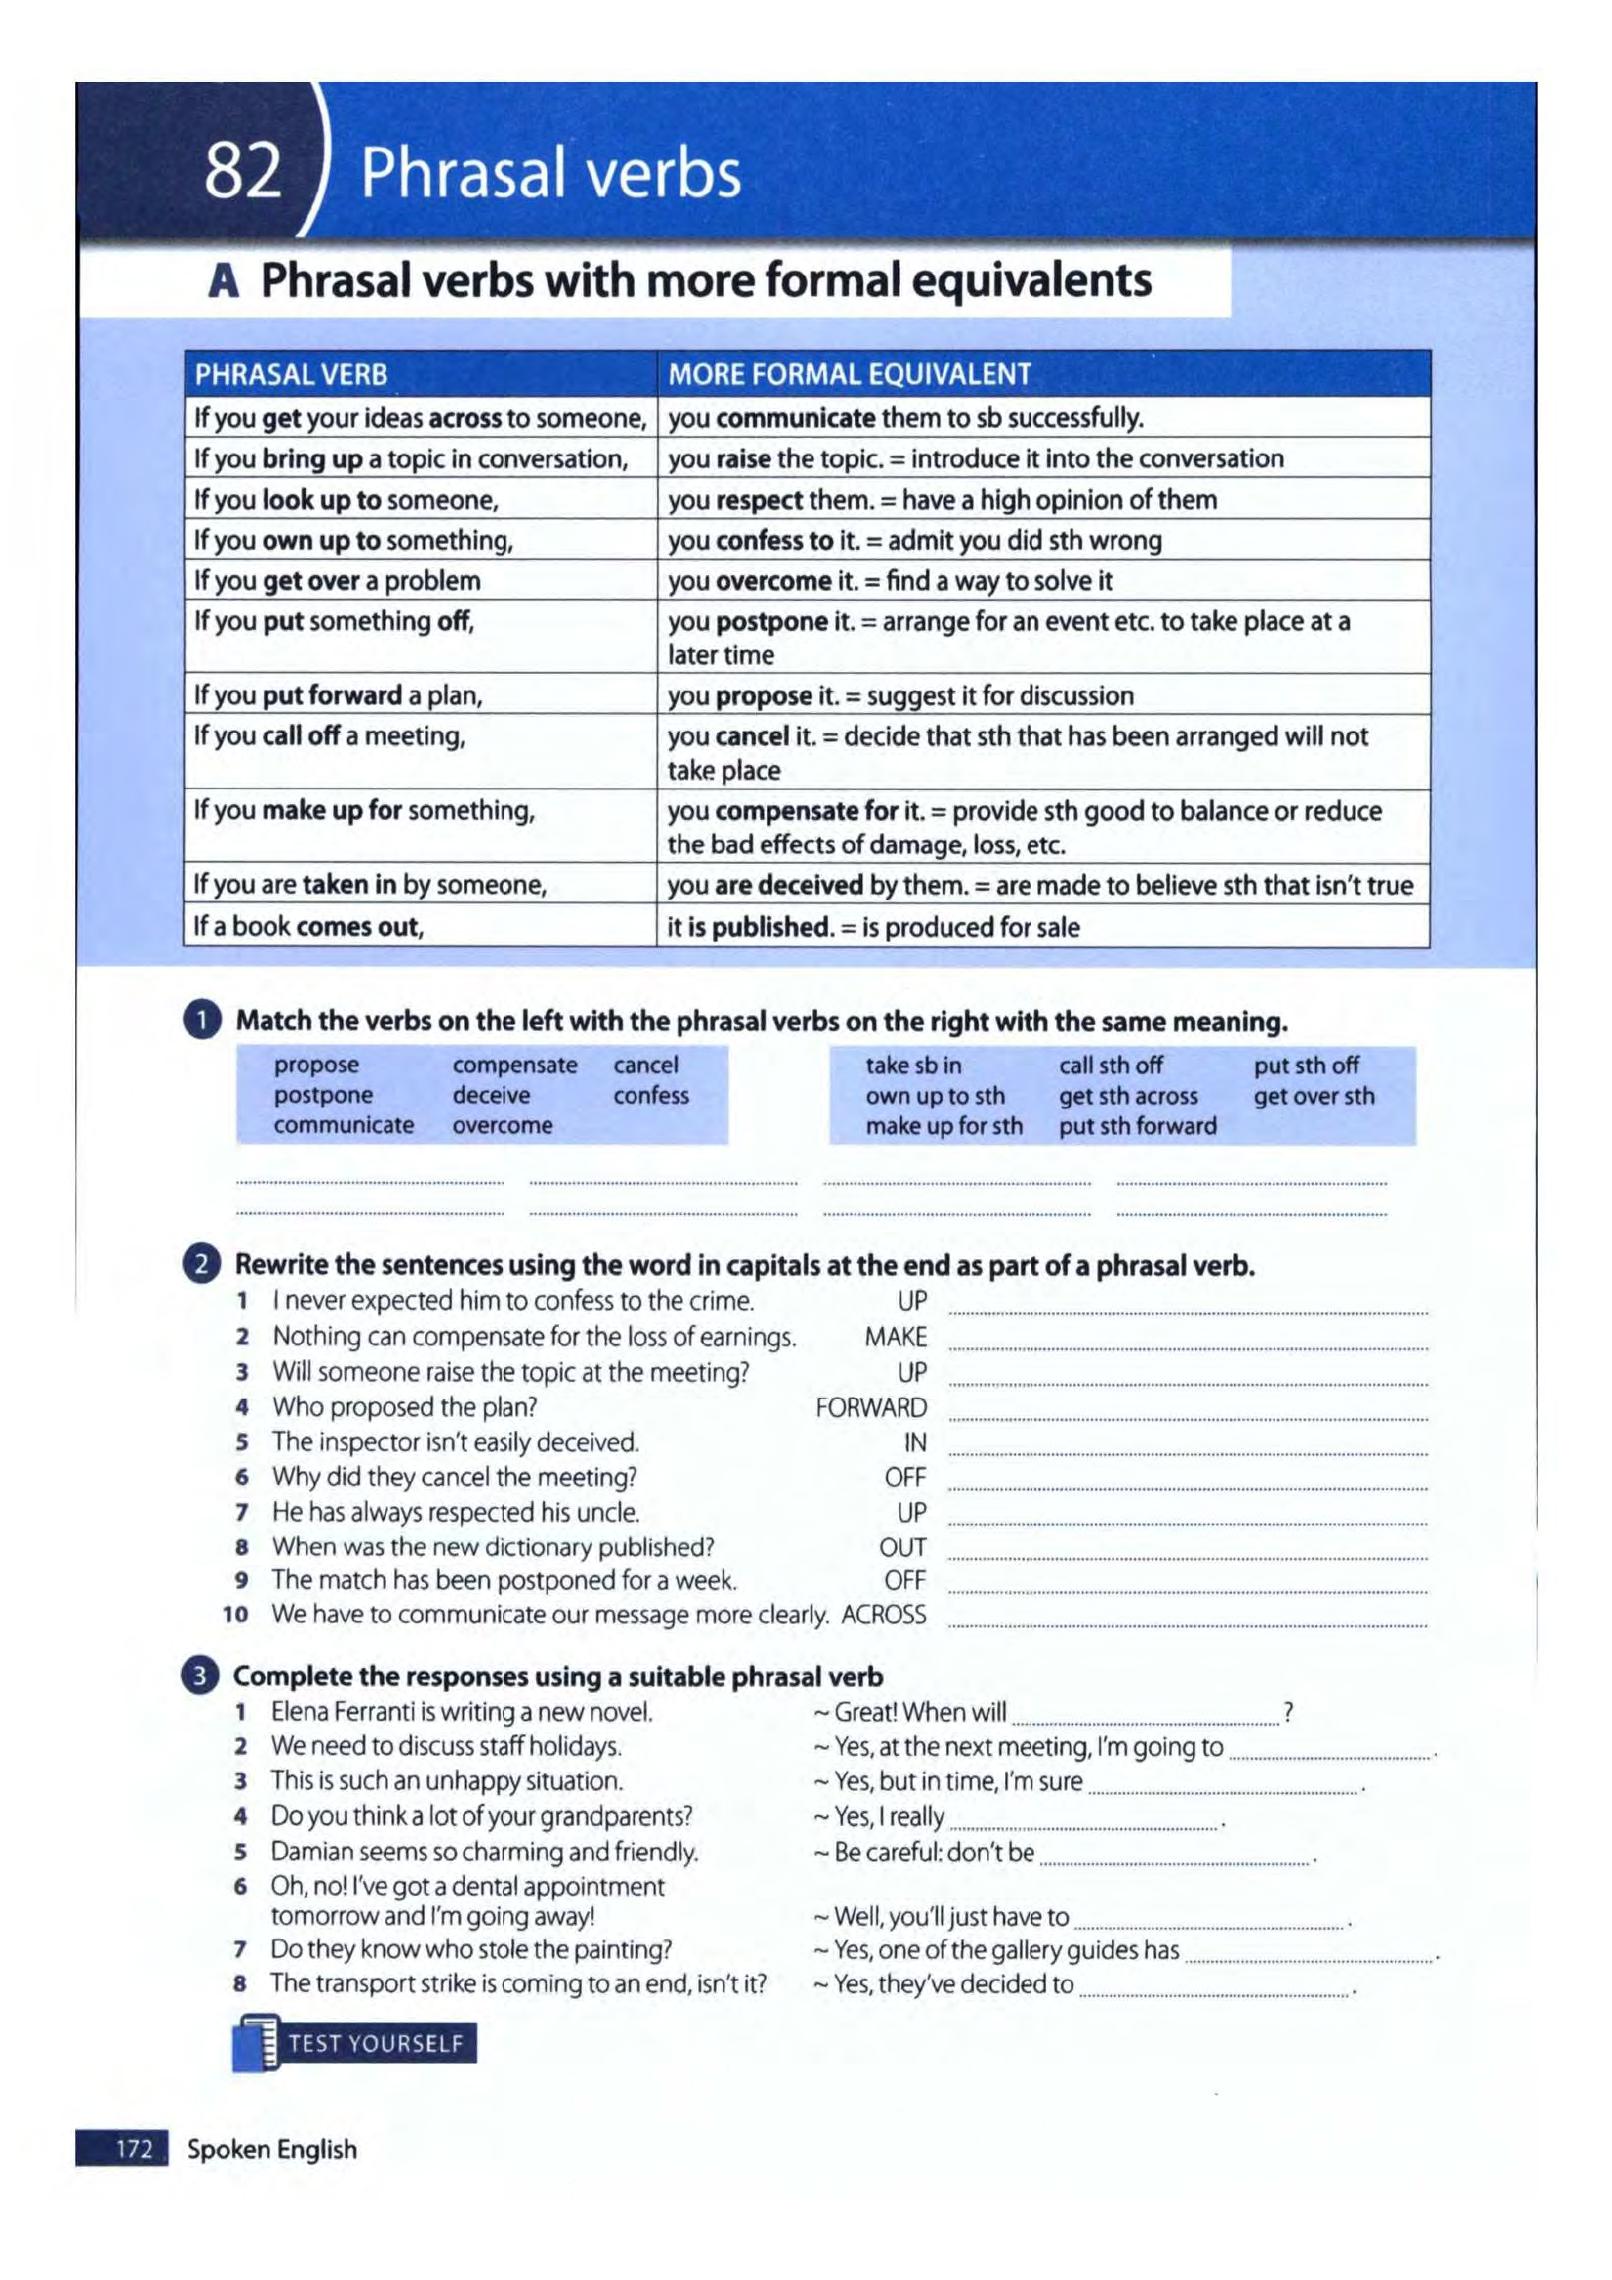 82 Phrasal verbs
A Phrasal verbs with more formal equivalents
PHRASAL VERB MORE FORMAL EQUIVALENT
If you get your ideas across to someone, you communicate them to sb successfully.
If you bring up a topic in conversation, you raise the topic. = introduce it into the conversation
If you look up to someone, you respect them. = have a high opinion of them
If you own up to something, you confess to it. = admit you did sth wrong
If you get over a problem you overcome it. = find a way to solve it
If you put something off, you postpone it. = arrange for an event etc. to take place at a
later time
If you put forward a plan, you propose it. = suggest it for discussion
If you call off a meeting, you cancel it. = decide that sth that has been arranged will not
take place
If you make up for something, you compensate for it. = provide sth good to balance or reduce
the bad effects of damage, loss, etc.
If you are taken in by someone, you are deceived by them. = are made to believe sth that isn't true
If a book comes out, it is published. = is produced for sale
1 Match the verbs on the left with the phrasal verbs on the right with the same meaning.
propose compensate cancel take sb in call sth off put sth off
postpone deceive confess own up to sth get sth across get over sth
communicate overcome make up for sth put sth forward
2 Rewrite the sentences using the word in capitals at the end as part of a phrasal verb.
1 I never expected him to confess to the crime. UP
2 Nothing can compensate for the loss of earnings. MAKE
3 Will someone raise the topic at the meeting? UP
4 Who proposed the plan? FORWARD
5 The inspector isn't easily deceived. IN
6 Why did they cancel the meeting? OFF
7 He has always respected his uncle. UP
8 When was the new dictionary published? OUT
9 The match has been postponed for a week. OFF
10 We have to communicate our message more clearly. ACROSS
3 Complete the responses using a suitable phrasal verb
1 Elena Ferranti is writing a new novel. ~ Great! When will ............ ?
2 We need to discuss staff holidays. ~ Yes, at the next meeting, I'm going to ............ .
3 This is such an unhappy situation. ~ Yes, but in time, I'm sure ............ .
4 Do you think a lot of your grandparents? ~ Yes, I really ............ .
5 Damian seems so charming and friendly. ~ Be careful: don't be ............ .
6 Oh, no! I've got a dental appointment
tomorrow and I'm going away! ~ Well, you'll just have to ............ .
7 Do they know who stole the painting? ~ Yes, one of the gallery guides has ............ .
8 The transport strike is coming to an end, isn't it? ~ Yes, they've decided to ............ .
TEST YOURSELF
172 Spoken English